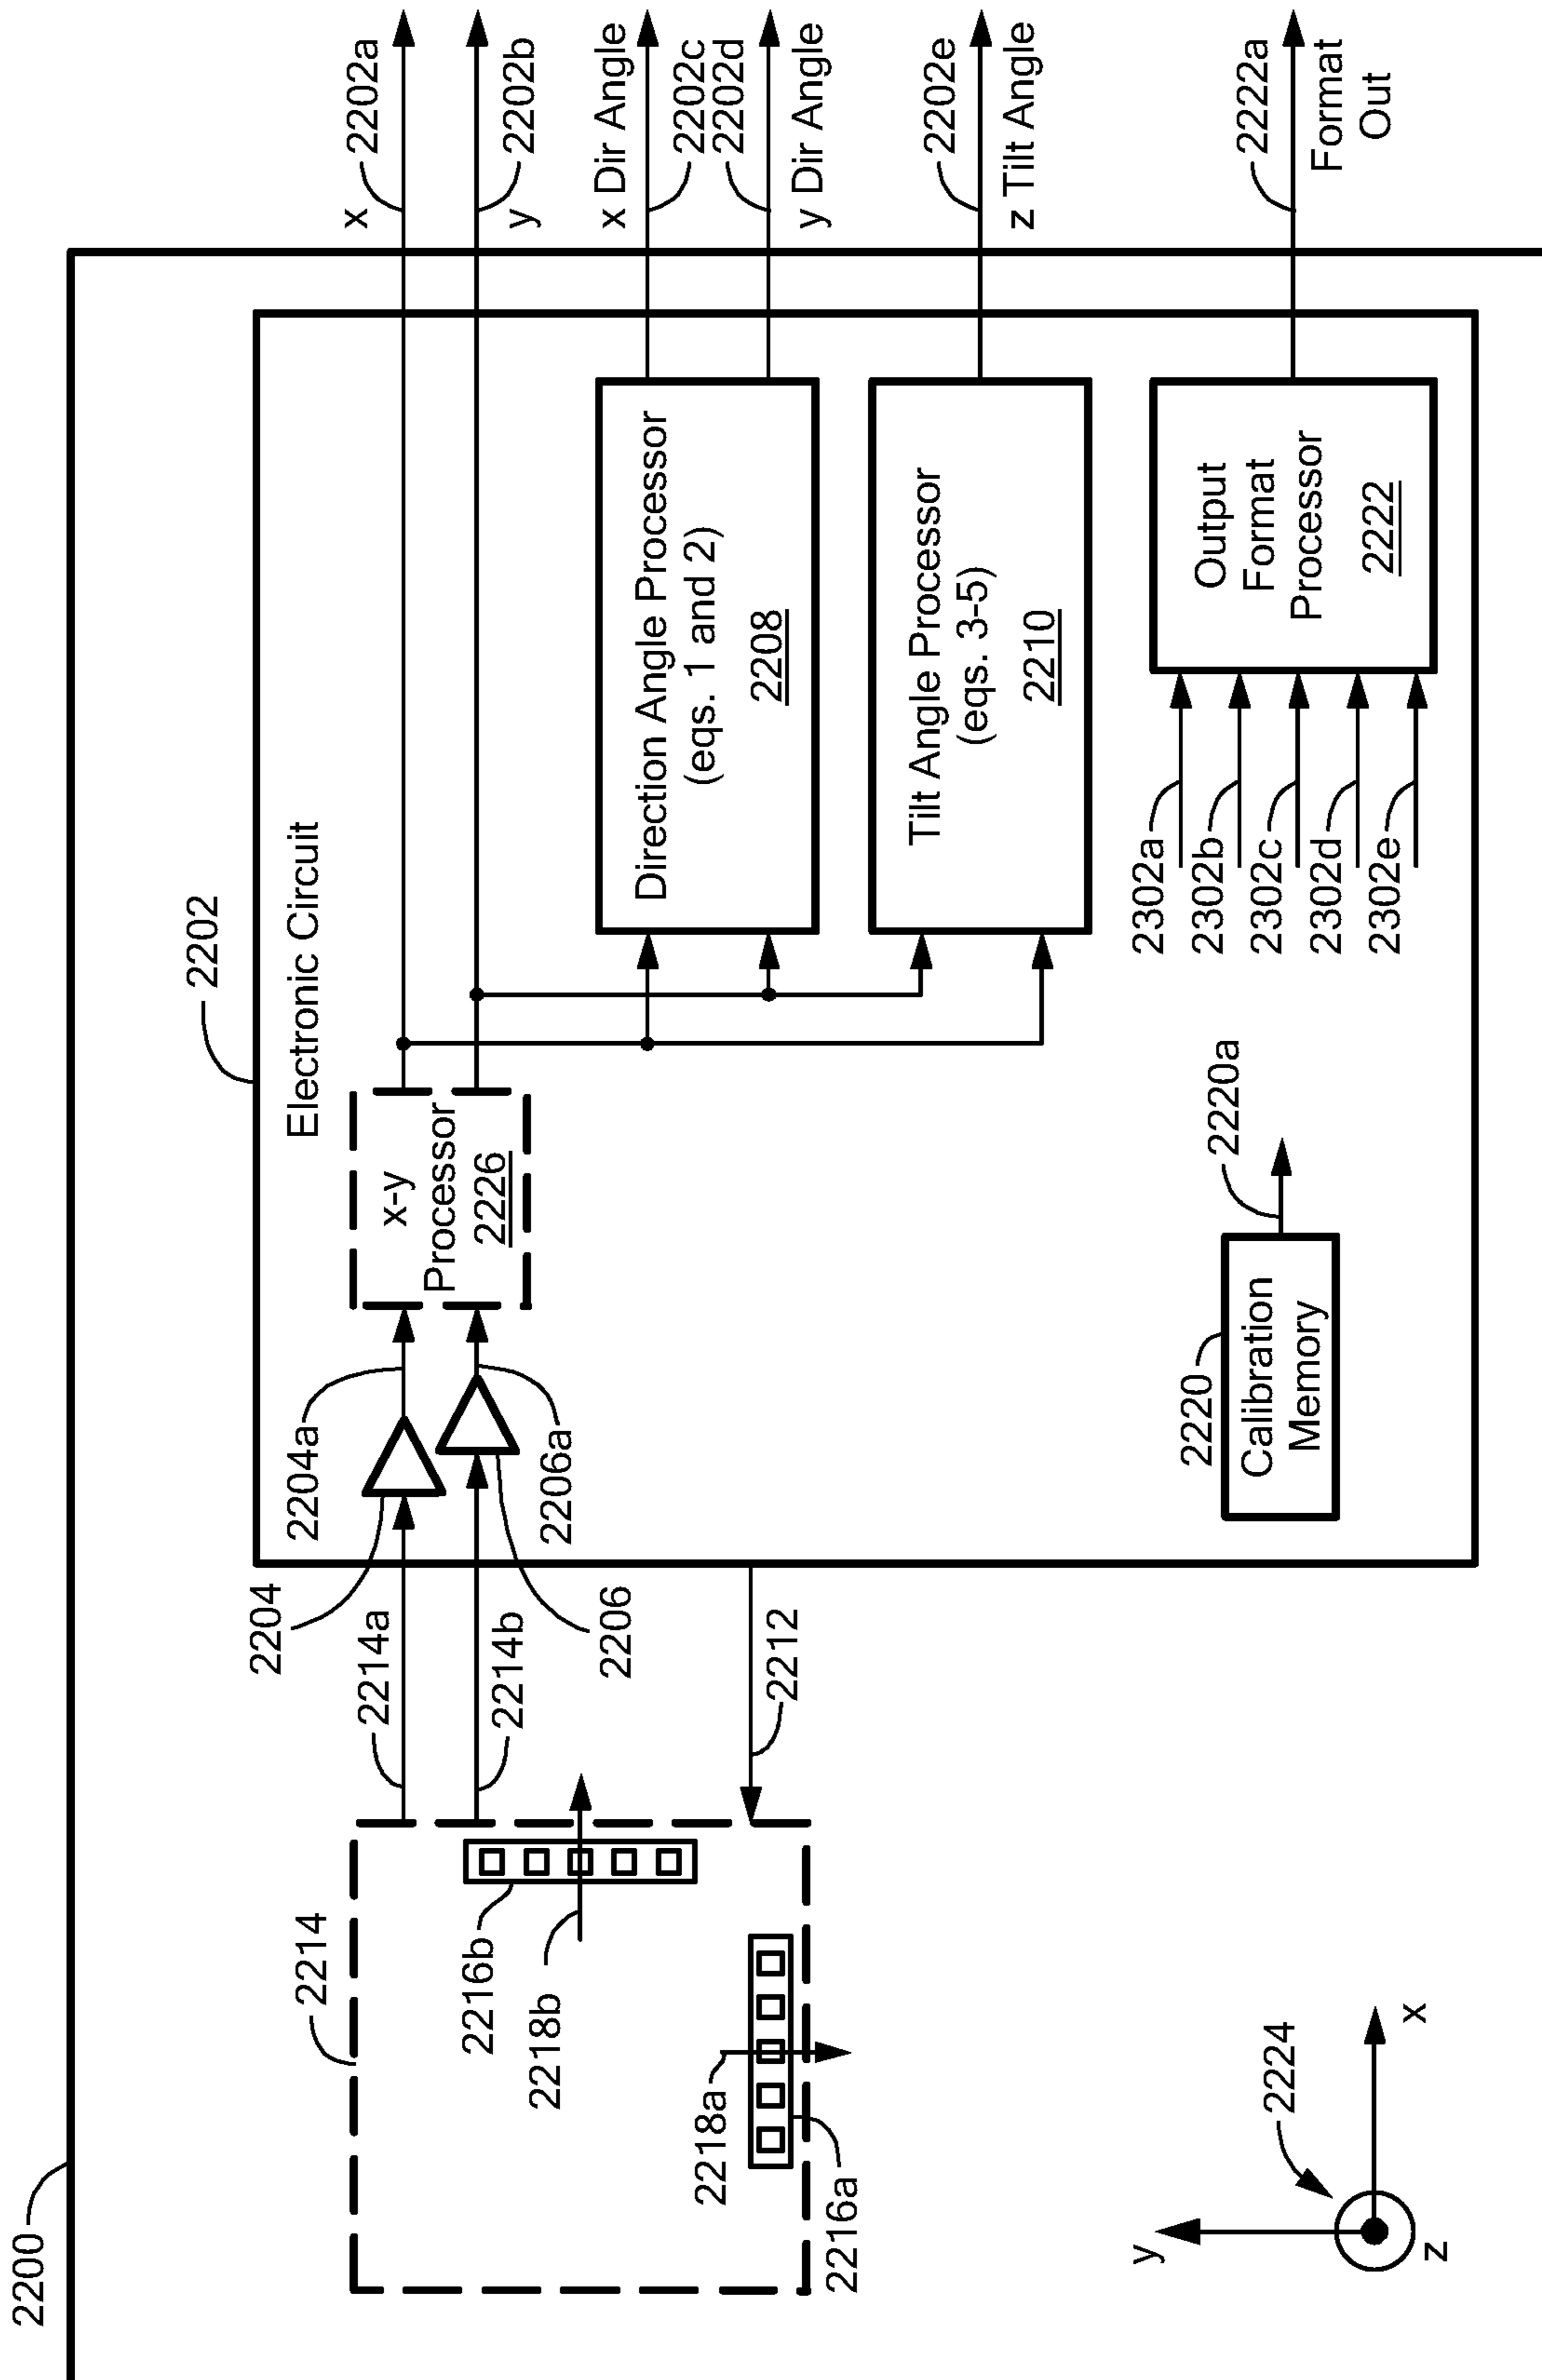 2200
2202
Electronic Circuit
2214
2214a
2214b
2204
2204a
2206
2206a
x-y
Processor
2226
x
2202a
2202b
y
2216b
2218b
2218a
2216a
2212
Direction Angle Processor
(eqs. 1 and 2)
2208
x Dir Angle
2202c
2202d
y Dir Angle
Tilt Angle Processor
(eqs. 3-5)
2210
2202e
z Tilt Angle
2220
Calibration
Memory
2220a
2302a
2302b
2302c
2302d
2302e
Output
Format
Processor
2222
2222a
Format
Out
y
2224
z
x